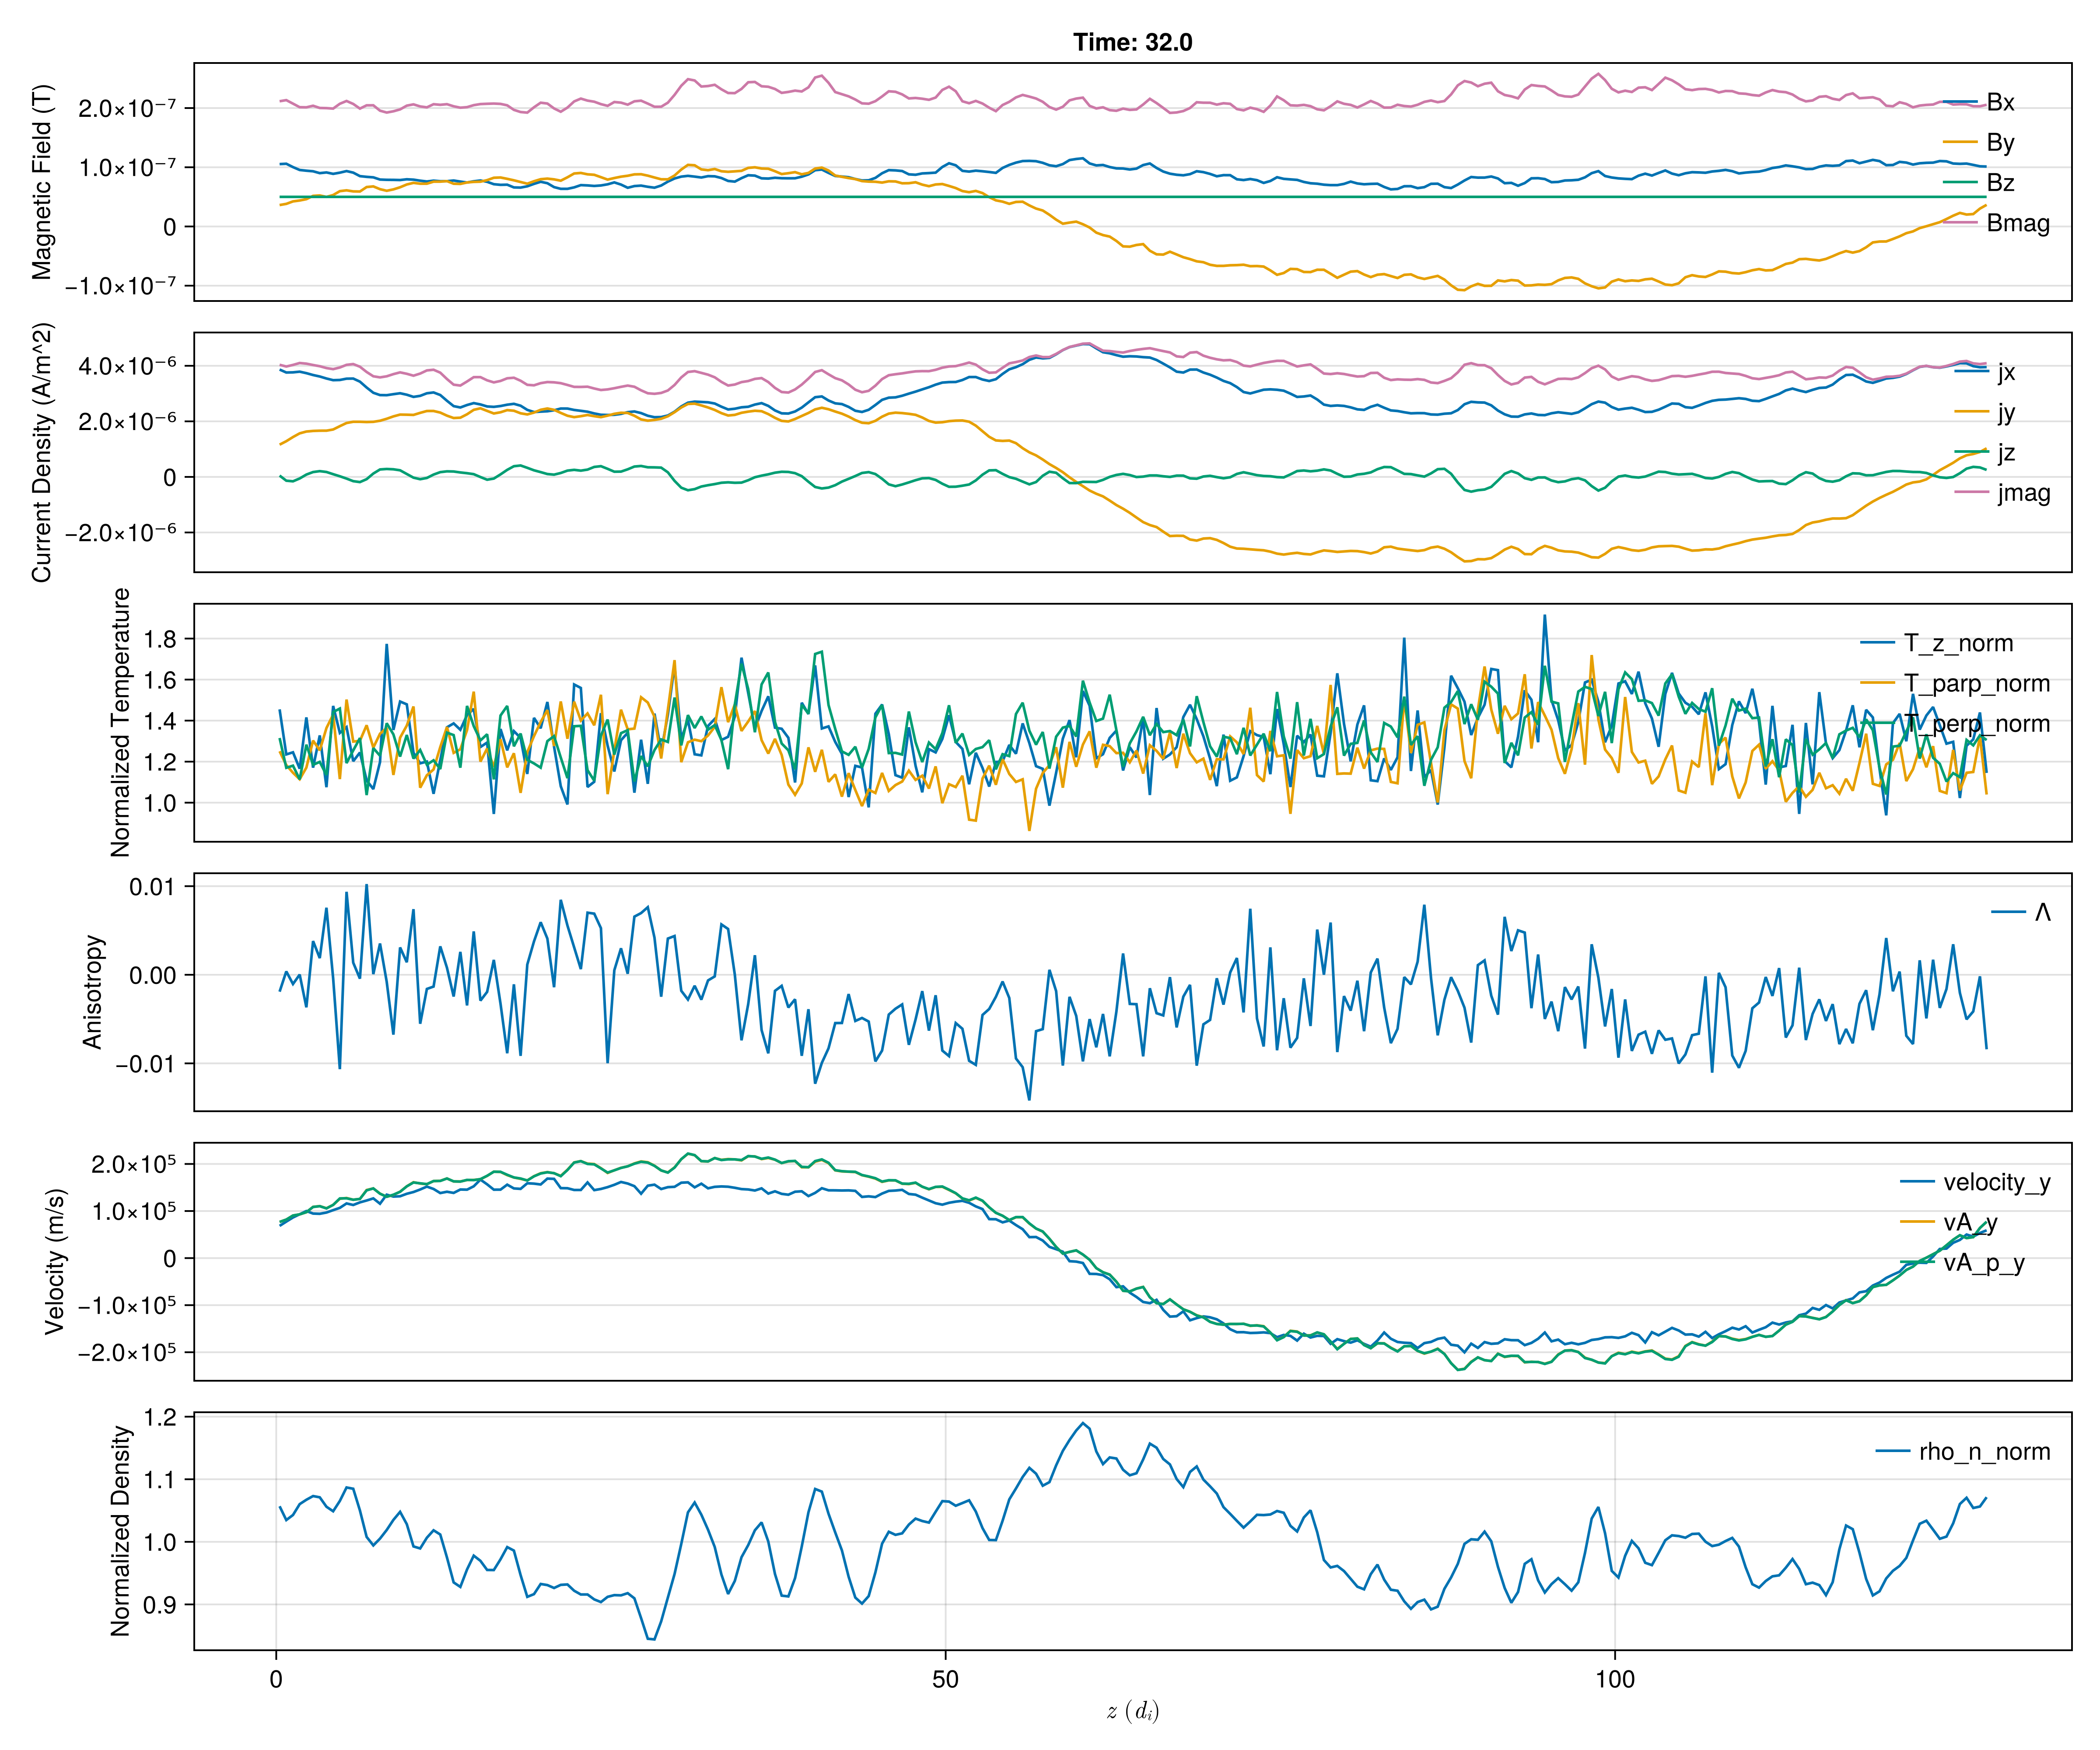 Time: 32.0
Magnetic Field (T)
2.0×10⁻⁷
1.0×10⁻⁷
0
−1.0×10⁻⁷
Bx
By
Bz
Bmag
Current Density (A/m^2)
4.0×10⁻⁶
2.0×10⁻⁶
0
−2.0×10⁻⁶
jx
jy
jz
jmag
Normalized Temperature
1.8
1.6
1.4
1.2
1.0
T_z_norm
T_parp_norm
T_perp_norm
Anisotropy
0.01
0.00
−0.01
Λ
Velocity (m/s)
2.0×10⁵
1.0×10⁵
0
−1.0×10⁵
−2.0×10⁵
velocity_y
vA_y
vA_p_y
Normalized Density
1.2
1.1
1.0
0.9
rho_n_norm
0 50 100
z (dᵢ)